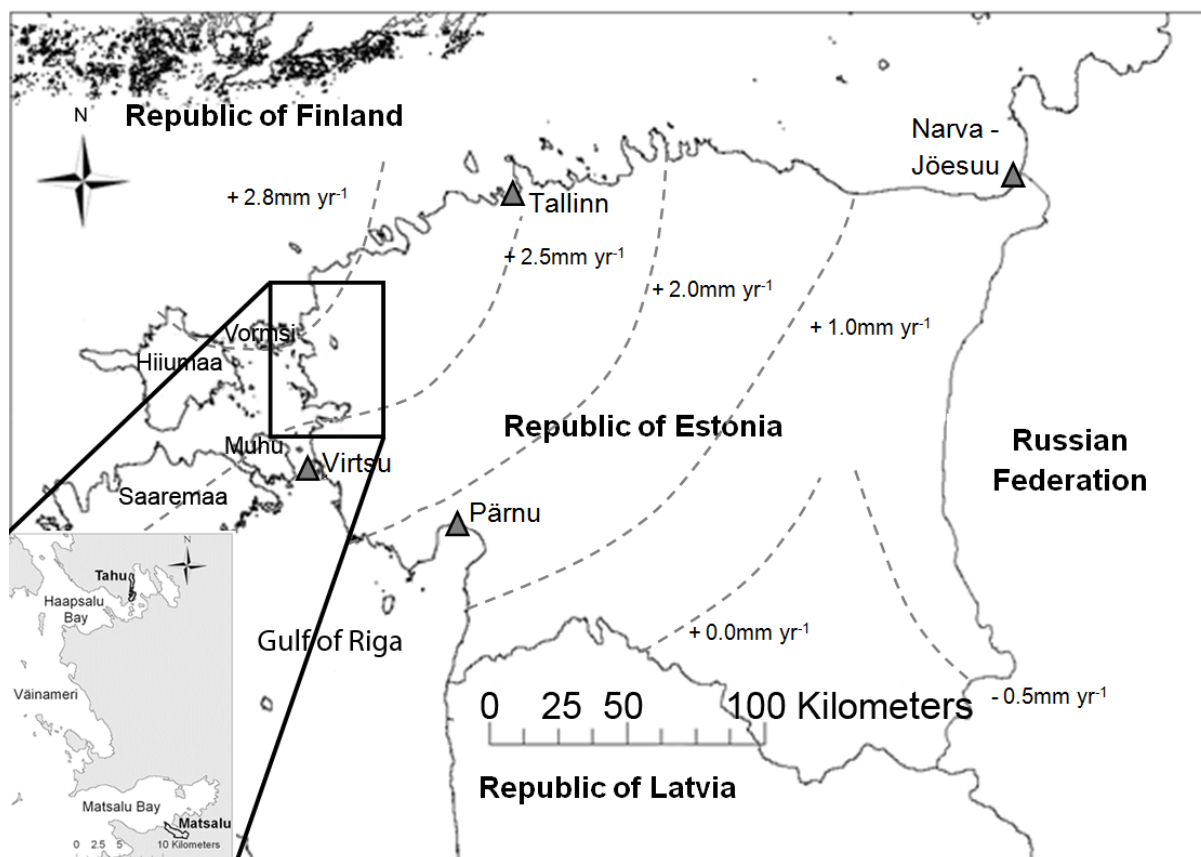 Republic of Finland
N
+ 2.8mm yr-1
Tallinn
Narva -
Jõesuu
+ 2.5mm yr-1
+ 2.0mm yr-1
+ 1.0mm yr-1
Vormsi
Hiiumaa
Muhu
Virtsu
Saaremaa
Republic of Estonia
Russian
Federation
Pärnu
Gulf of Riga
+ 0.0mm yr-1
- 0.5mm yr-1
0 25 50 100 Kilometers
Republic of Latvia
N
Tahu
Haapsalu
Bay
Väinameri
Matsalu Bay
Matsalu
0 2.5 5 10 Kilometers